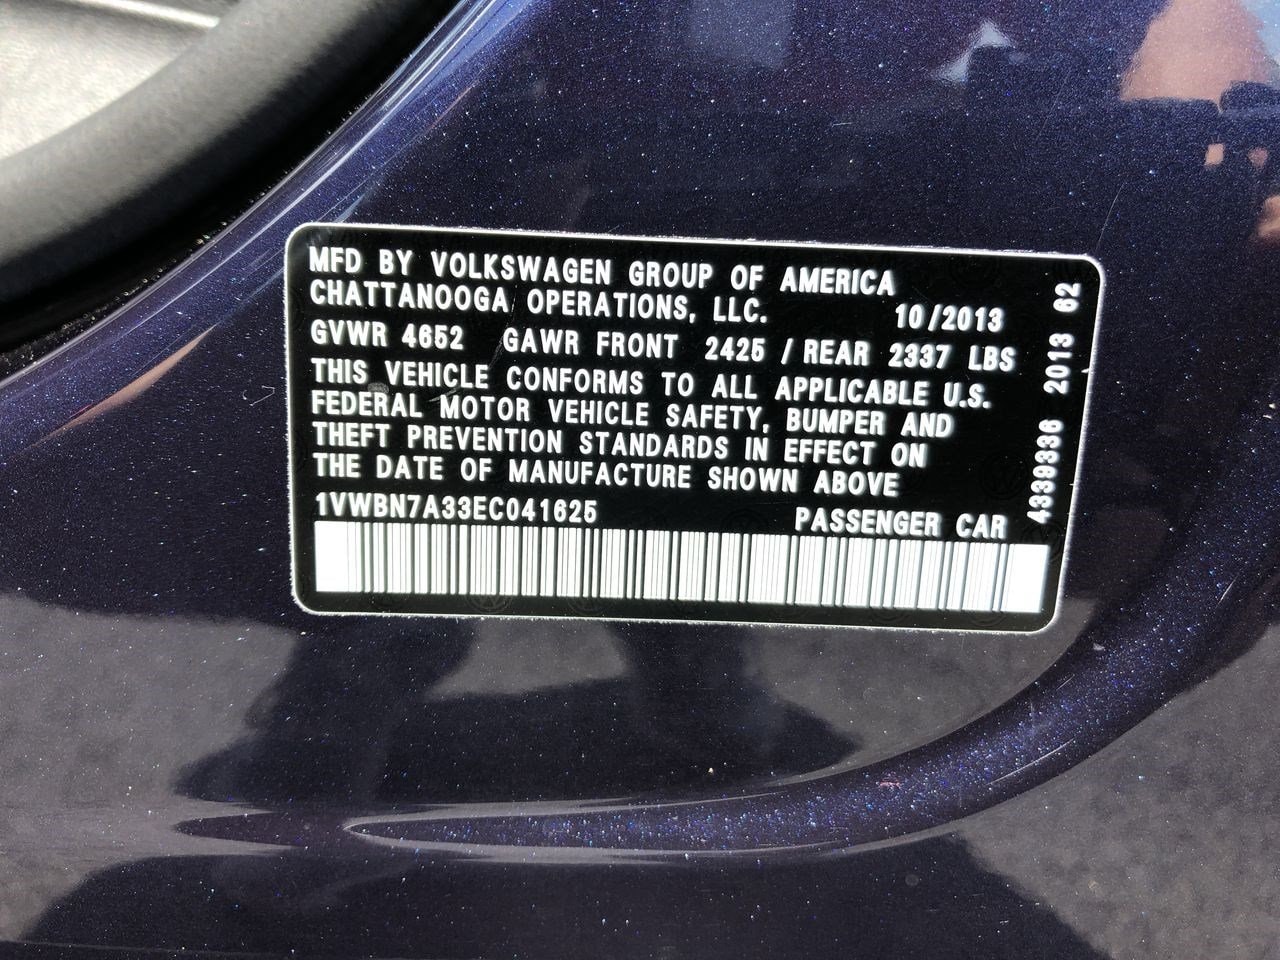 MFD BY VOLKSWAGEN GROUP OF AMERICA
CHATTANOOGA OPERATIONS, LLC. 10/2013
GVWR 4652 GAWR FRONT 2425 / REAR 2337 LBS
THIS VEHICLE CONFORMS TO ALL APPLICABLE U.S.
FEDERAL MOTOR VEHICLE SAFETY, BUMPER AND
THEFT PREVENTION STANDARDS IN EFFECT ON
THE DATE OF MANUFACTURE SHOWN ABOVE
1VWBN7A33EC041625 PASSENGER CAR
4339336 2013 62